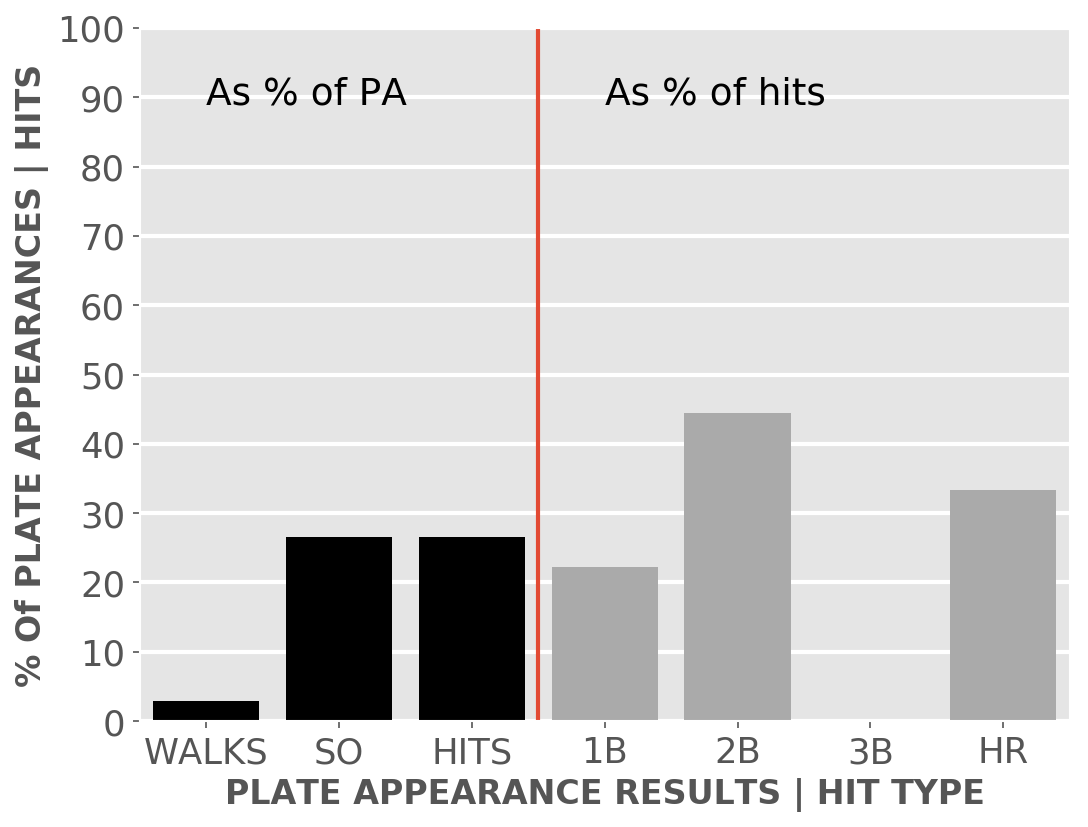 % Of PLATE APPEARANCES | HITS
100
90
80
70
60
50
40
30
20
10
0
As % of PA
As % of hits
WALKS SO HITS 1B 2B 3B HR
PLATE APPEARANCE RESULTS | HIT TYPE